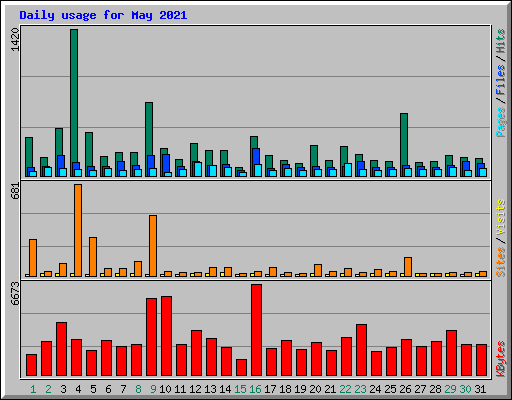 Daily usage for May 2021
1420
Pages / Files / Hits
681
Sites / Visits
6673
KBytes
1 2 3 4 5 6 7 8 9 10 11 12 13 14 15 16 17 18 19 20 21 22 23 24 25 26 27 28 29 30 31